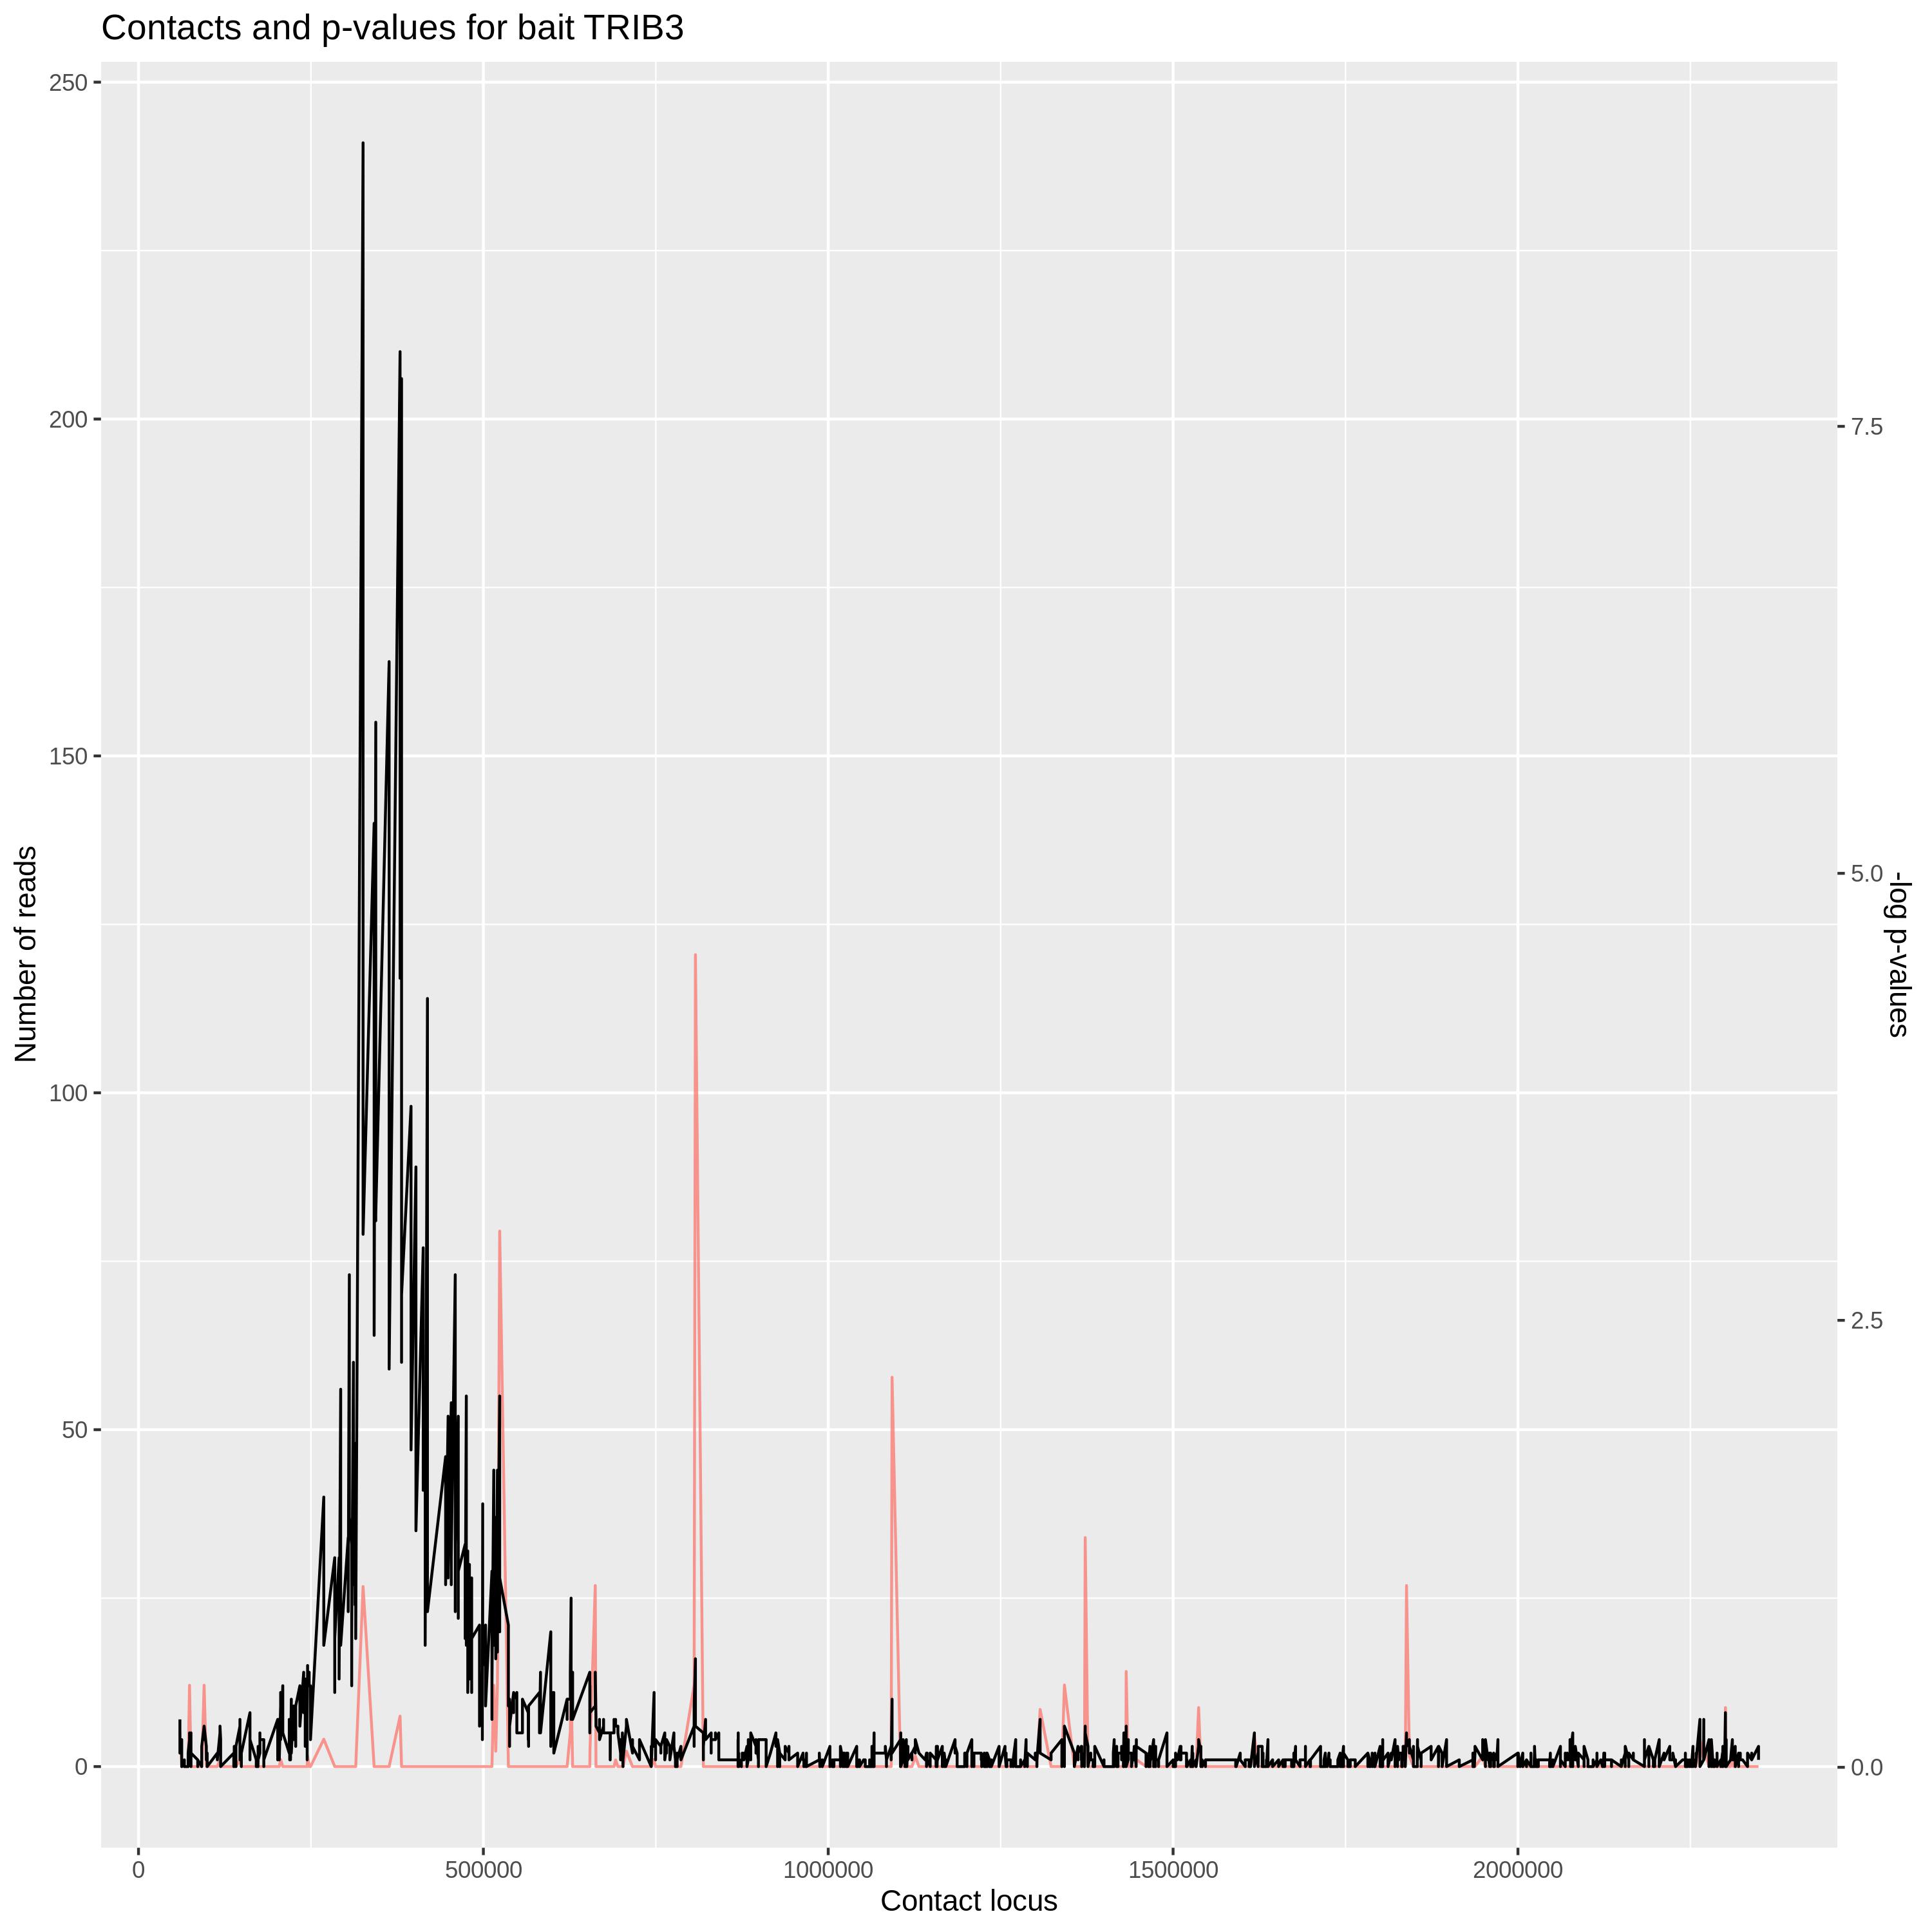 Contacts and p-values for bait TRIB3
250
200
150
100
50
0
Number of reads
7.5
5.0
2.5
0.0
-log p-values
0 500000 1000000 1500000 2000000
Contact locus